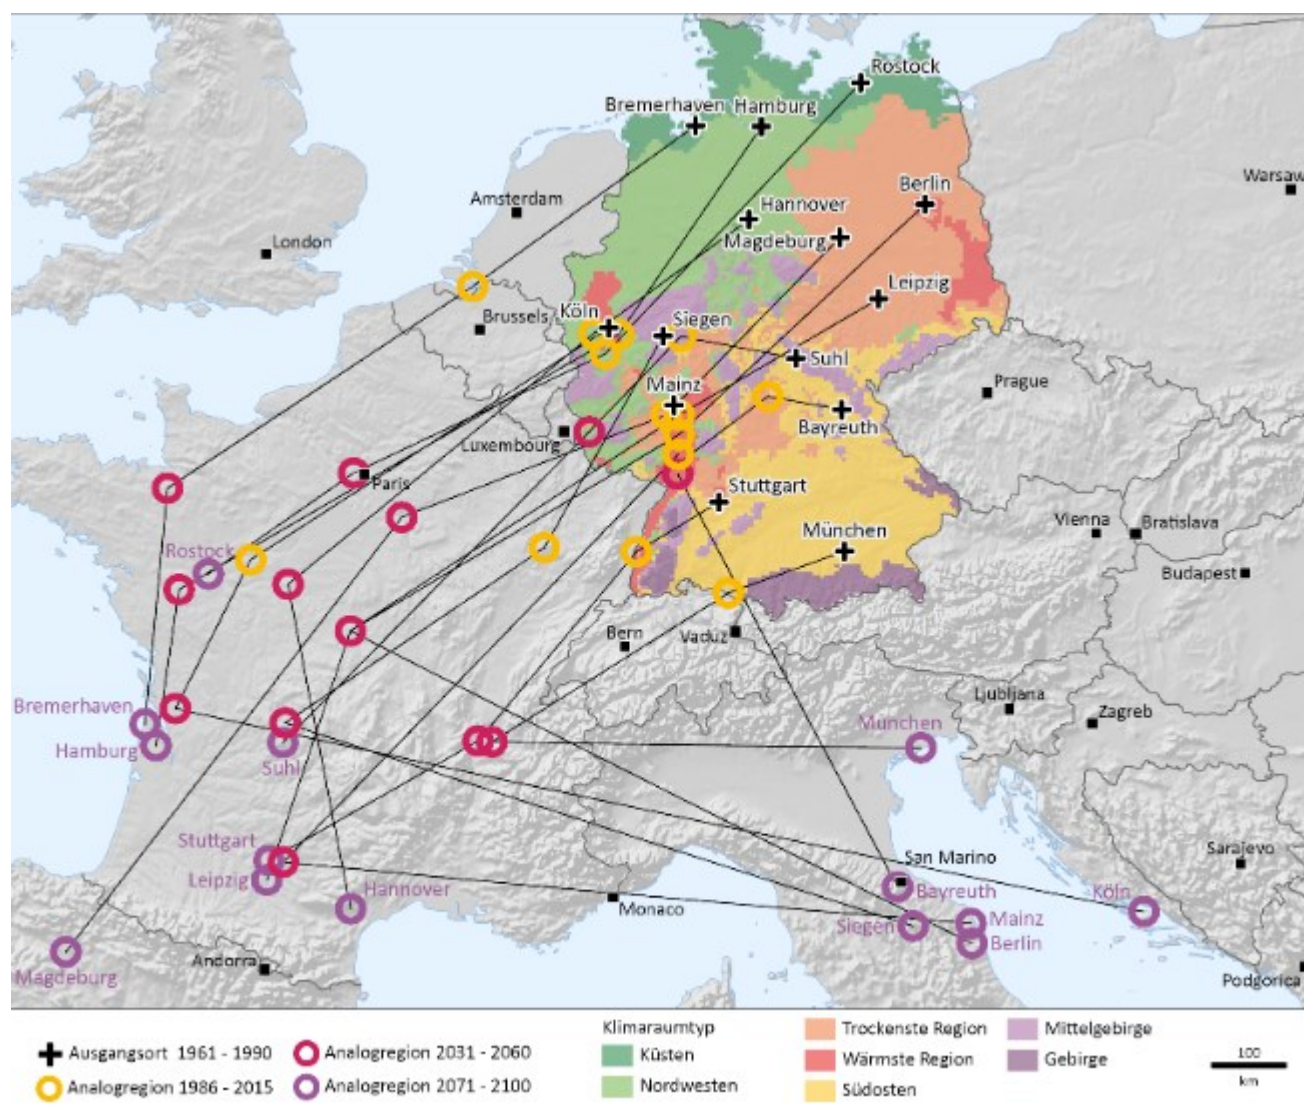 Rostock
Bremerhaven
Hamburg
Berlin
Warsaw
Amsterdam
Hannover
Magdeburg
London
Leipzig
Brussels
Köln
Siegen
Suhl
Prague
Mainz
Bayreuth
Luxembourg
Paris
Stuttgart
München
Vienna
Bratislava
Budapest
Rostock
Bern
Vaduz
Ljubljana
Zagreb
Bremerhaven
Hamburg
Suhl
München
Stuttgart
Leipzig
Hannover
San Marino
Sarajevo
Bayreuth
Köln
Monaco
Siegen
Mainz
Berlin
Magdeburg
Andorra
Podgorica
Ausgangsort 1961 - 1990
Analogregion 1986 - 2015
Analogregion 2031 - 2060
Analogregion 2071 - 2100
Klimaraumtyp
Küsten
Nordwesten
Trockenste Region
Wärmste Region
Südosten
Mittelgebirge
Gebirge
100
km